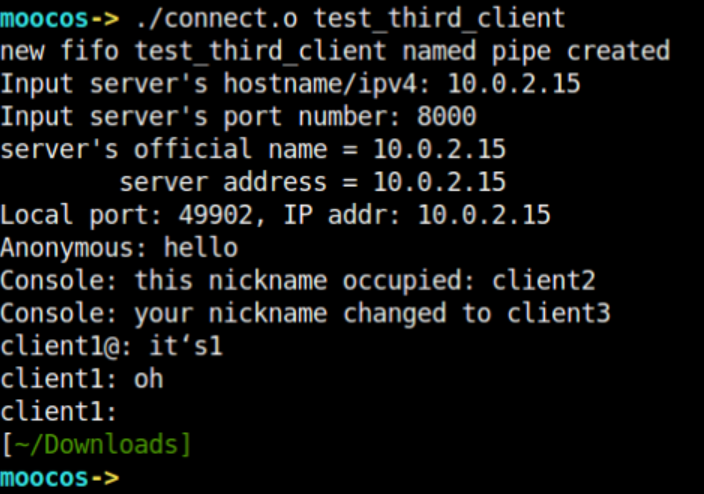 moocos-> ./connect.o test_third_client
new fifo test_third_client named pipe created
Input server's hostname/ipv4: 10.0.2.15
Input server's port number: 8000
server's official name = 10.0.2.15
        server address = 10.0.2.15
Local port: 49902, IP addr: 10.0.2.15
Anonymous: hello
Console: this nickname occupied: client2
Console: your nickname changed to client3
client1@: it‘s1
client1: oh
client1:
[~/Downloads]
moocos->